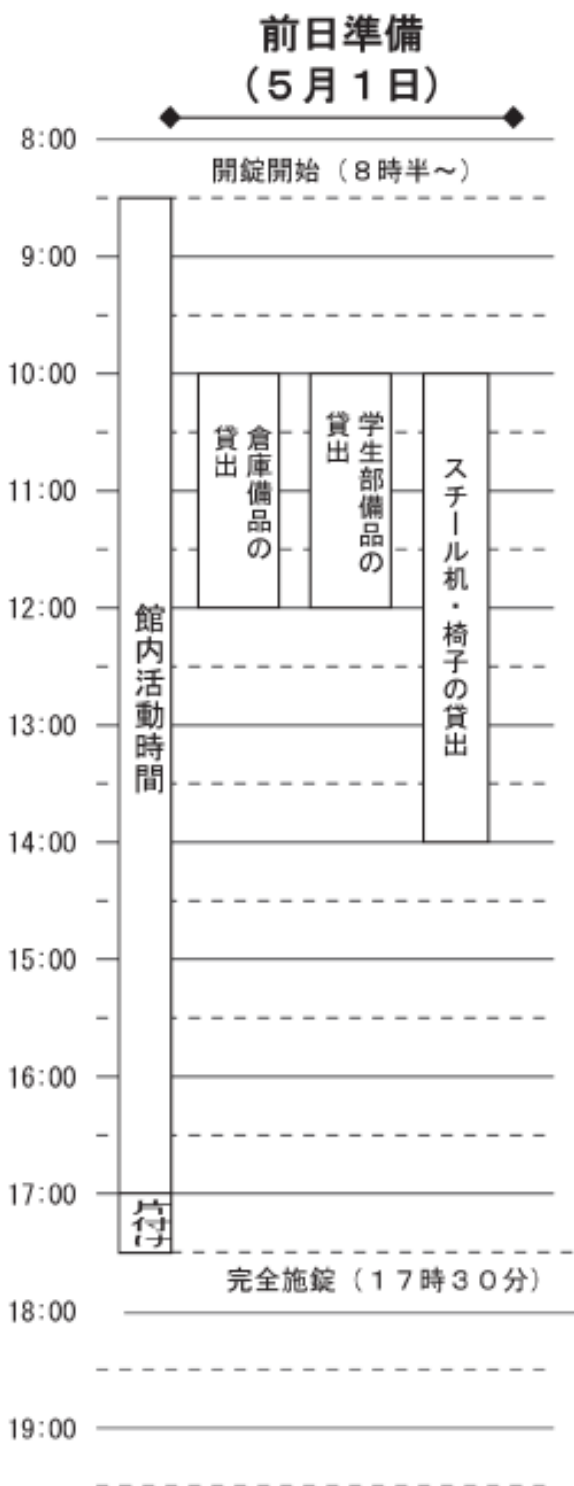 前日準備
（５月１日）
8:00
開錠開始（８時半～）
9:00
10:00
倉庫備品の
貸出
学生部備品の
貸出
スチール机・椅子の貸出
11:00
12:00
館内活動時間
13:00
14:00
15:00
16:00
17:00
片付け
完全施錠（１７時３０分）
18:00
19:00